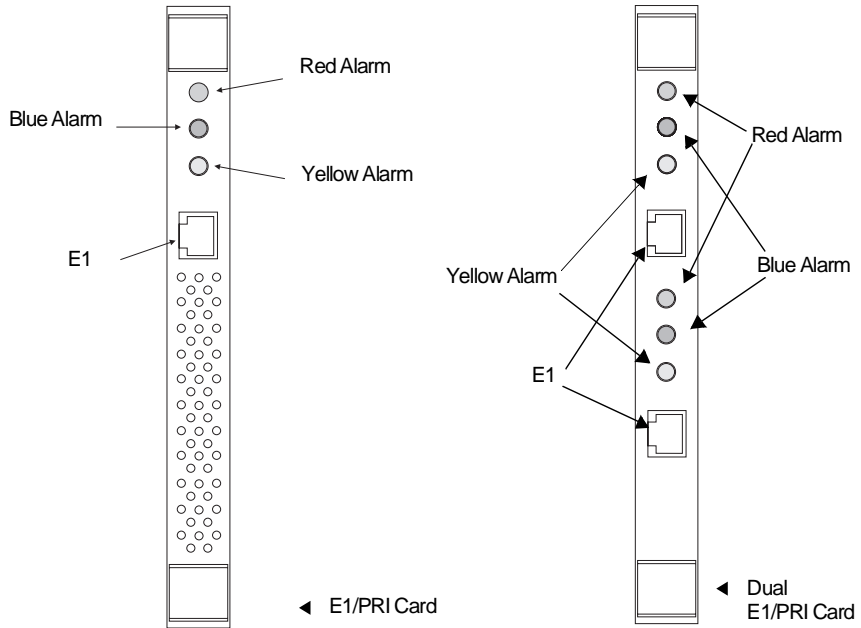 Red Alarm
Blue Alarm
Yellow Alarm
E1
◄ E1/PRI Card
Red Alarm
Blue Alarm
Yellow Alarm
E1
◄ Dual
E1/PRI Card